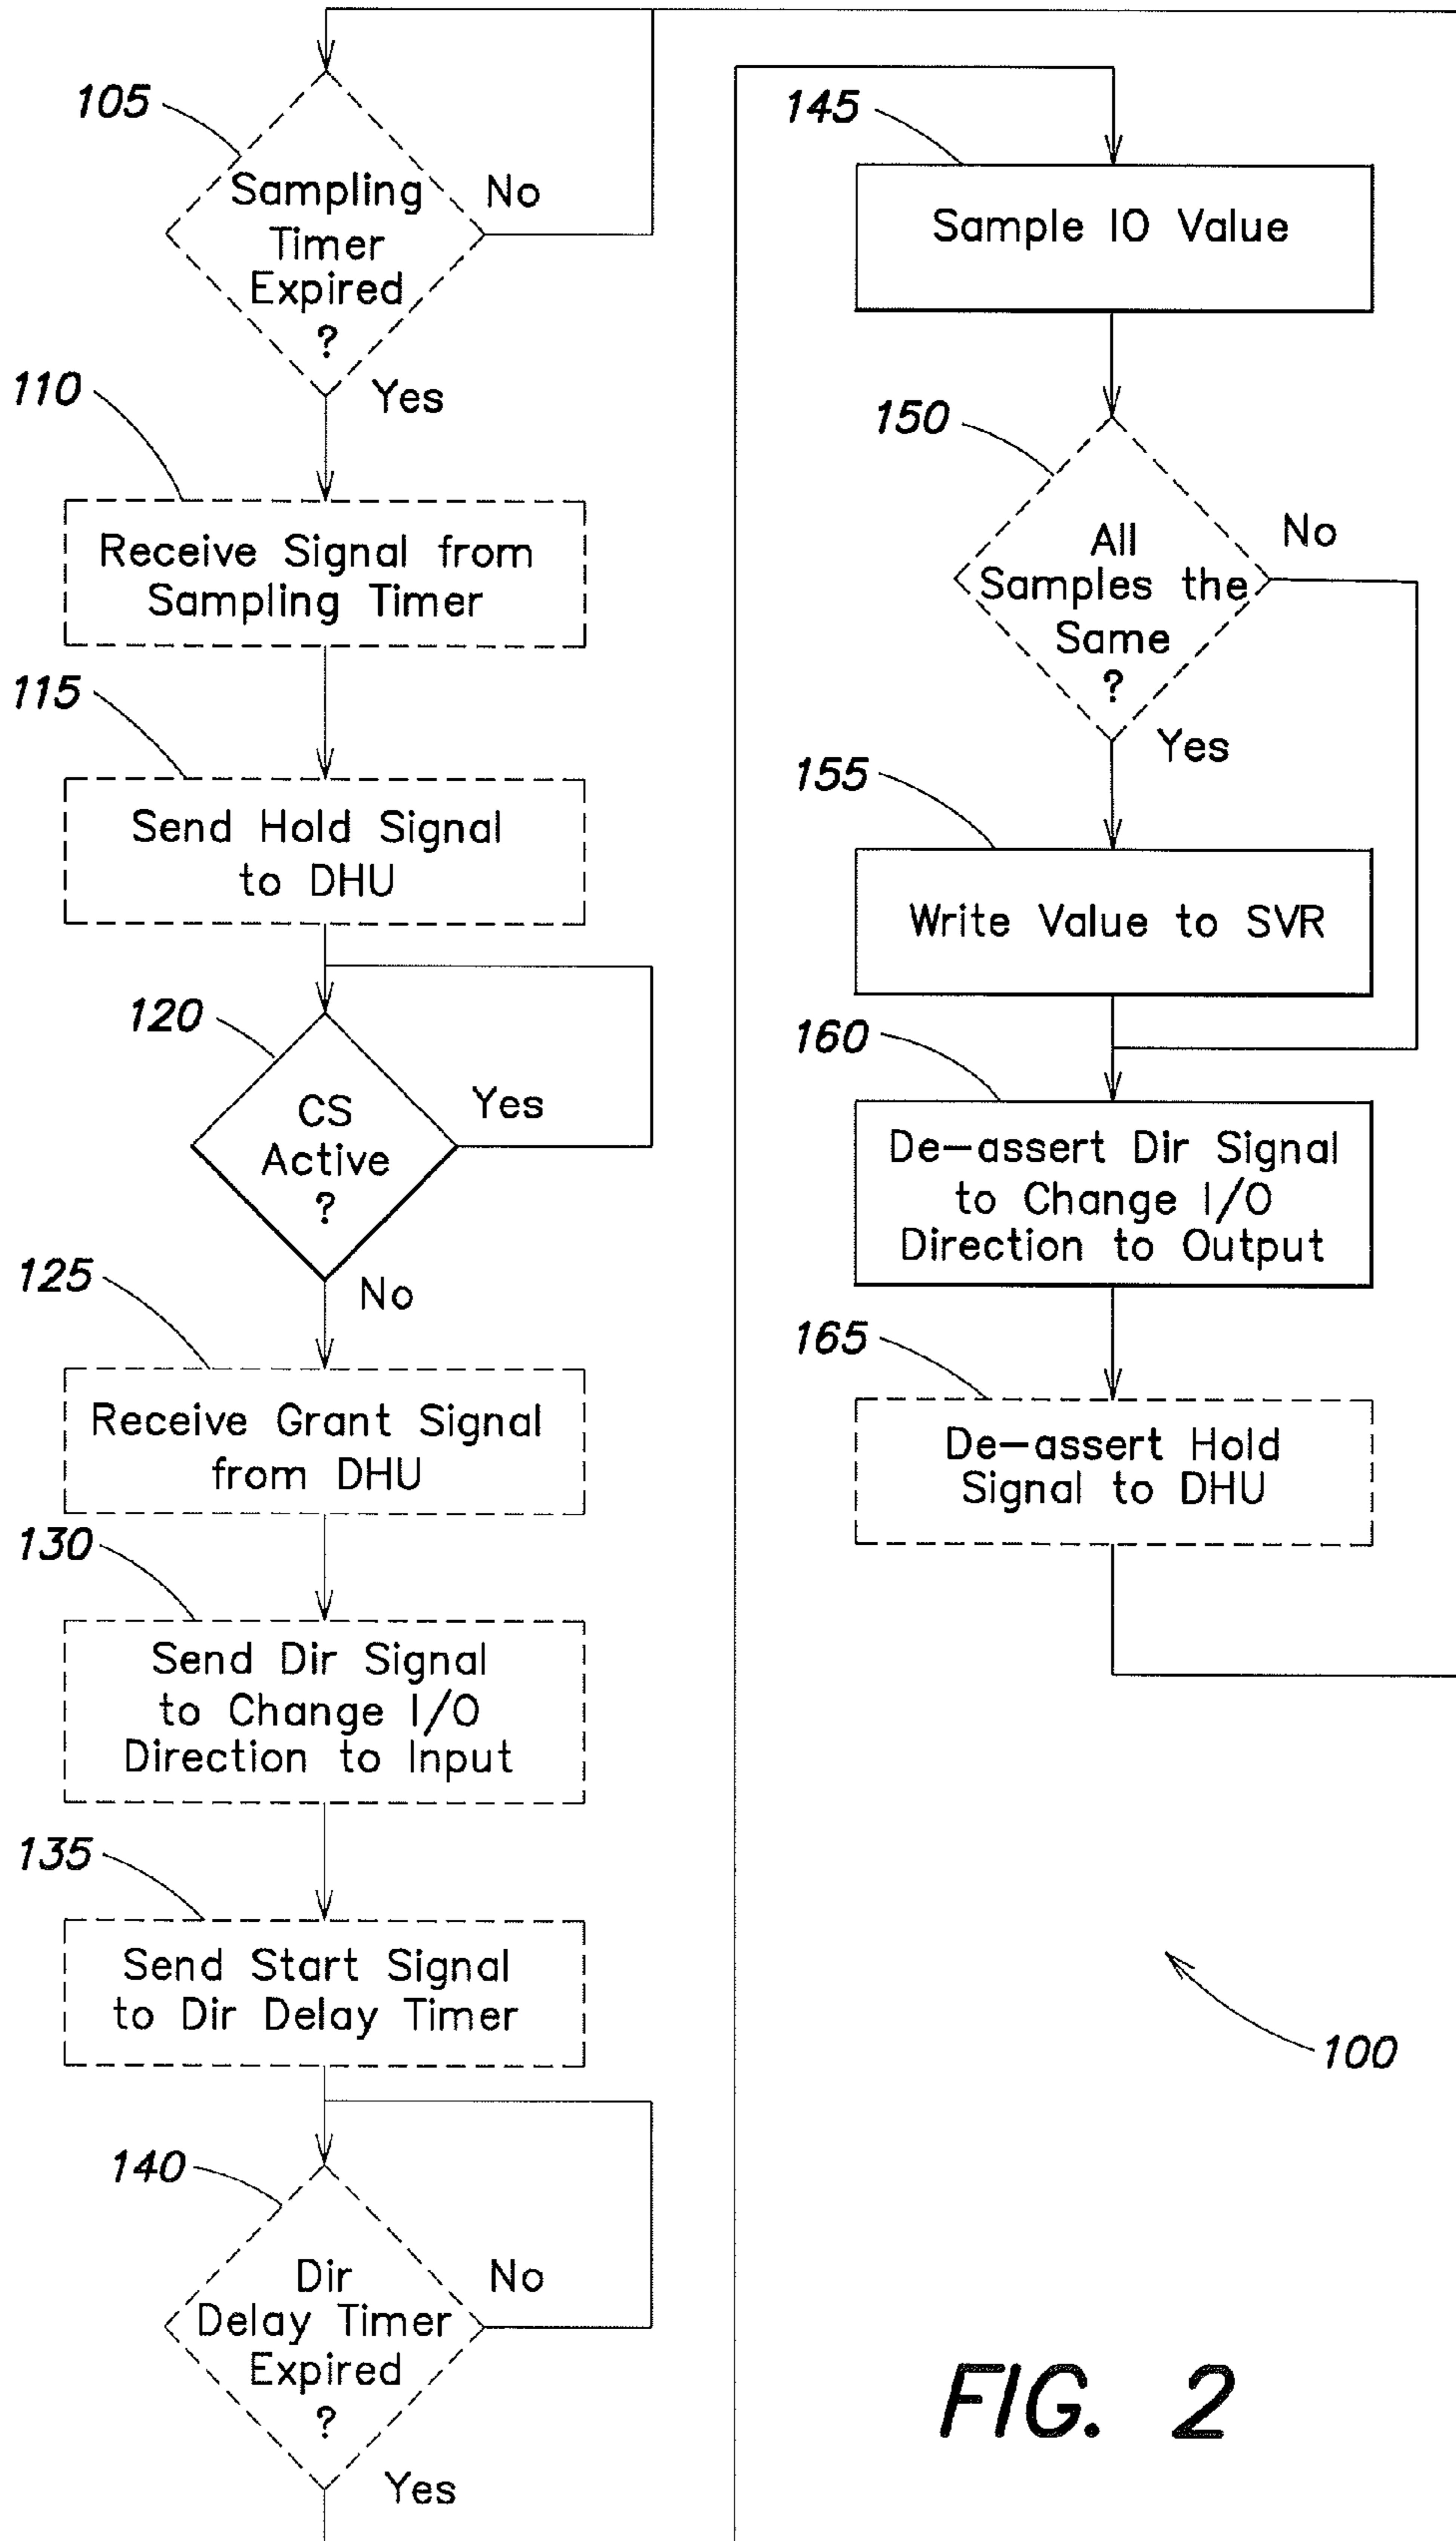 105
Sampling
Timer
Expired
?
No
Yes
110
Receive Signal from
Sampling Timer
115
Send Hold Signal
to DHU
120
CS
Active
?
Yes
No
125
Receive Grant Signal
from DHU
130
Send Dir Signal
to Change I/O
Direction to Input
135
Send Start Signal
to Dir Delay Timer
140
Dir
Delay Timer
Expired
?
No
Yes
145
Sample IO Value
150
All
Samples the
Same
?
No
Yes
155
Write Value to SVR
160
De-assert Dir Signal
to Change I/O
Direction to Output
165
De-assert Hold
Signal to DHU
100
FIG. 2